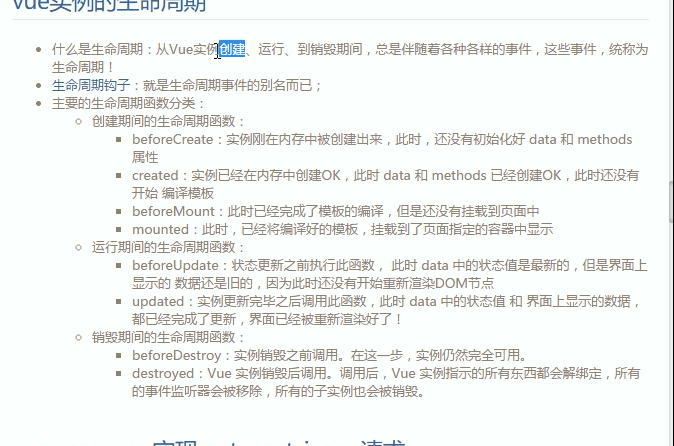 vue实例的生命周期
什么是生命周期：从Vue实例创建、运行、到销毁期间，总是伴随着各种各样的事件，这些事件，统称为
生命周期！
生命周期钩子：就是生命周期事件的别名而已；
主要的生命周期函数分类：
创建期间的生命周期函数：
beforeCreate：实例刚在内存中被创建出来，此时，还没有初始化好 data 和 methods
属性
created：实例已经在内存中创建OK，此时 data 和 methods 已经创建OK，此时还没有
开始 编译模板
beforeMount：此时已经完成了模板的编译，但是还没有挂载到页面中
mounted：此时，已经将编译好的模板，挂载到了页面指定的容器中显示
运行期间的生命周期函数：
beforeUpdate：状态更新之前执行此函数， 此时 data 中的状态值是最新的，但是界面上
显示的 数据还是旧的，因为此时还没有开始重新渲染DOM节点
updated：实例更新完毕之后调用此函数，此时 data 中的状态值 和 界面上显示的数据，
都已经完成了更新，界面已经被重新渲染好了！
销毁期间的生命周期函数：
beforeDestroy：实例销毁之前调用。在这一步，实例仍然完全可用。
destroyed：Vue 实例销毁后调用。调用后，Vue 实例指示的所有东西都会解绑定，所有
的事件监听器会被移除，所有的子实例也会被销毁。